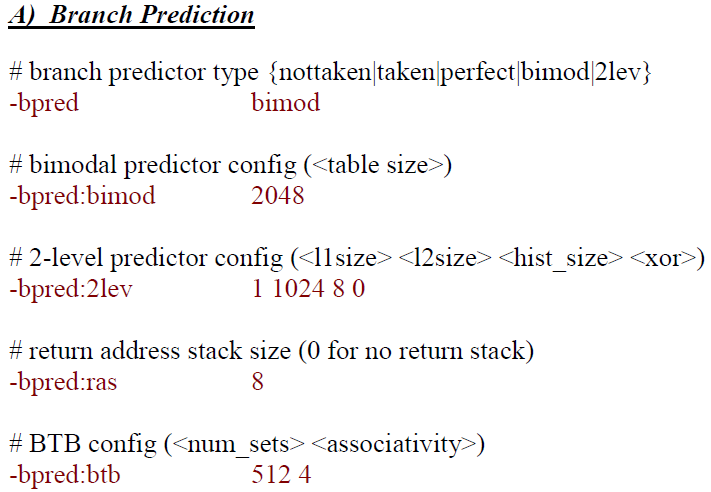 A) Branch Prediction
# branch predictor type {nottaken|taken|perfect|bimod|2lev}
-bpred bimod
# bimodal predictor config (<table size>)
-bpred:bimod 2048
# 2-level predictor config (<l1size> <l2size> <hist_size> <xor>)
-bpred:2lev 1 1024 8 0
# return address stack size (0 for no return stack)
-bpred:ras 8
# BTB config (<num_sets> <associativity>)
-bpred:btb 512 4